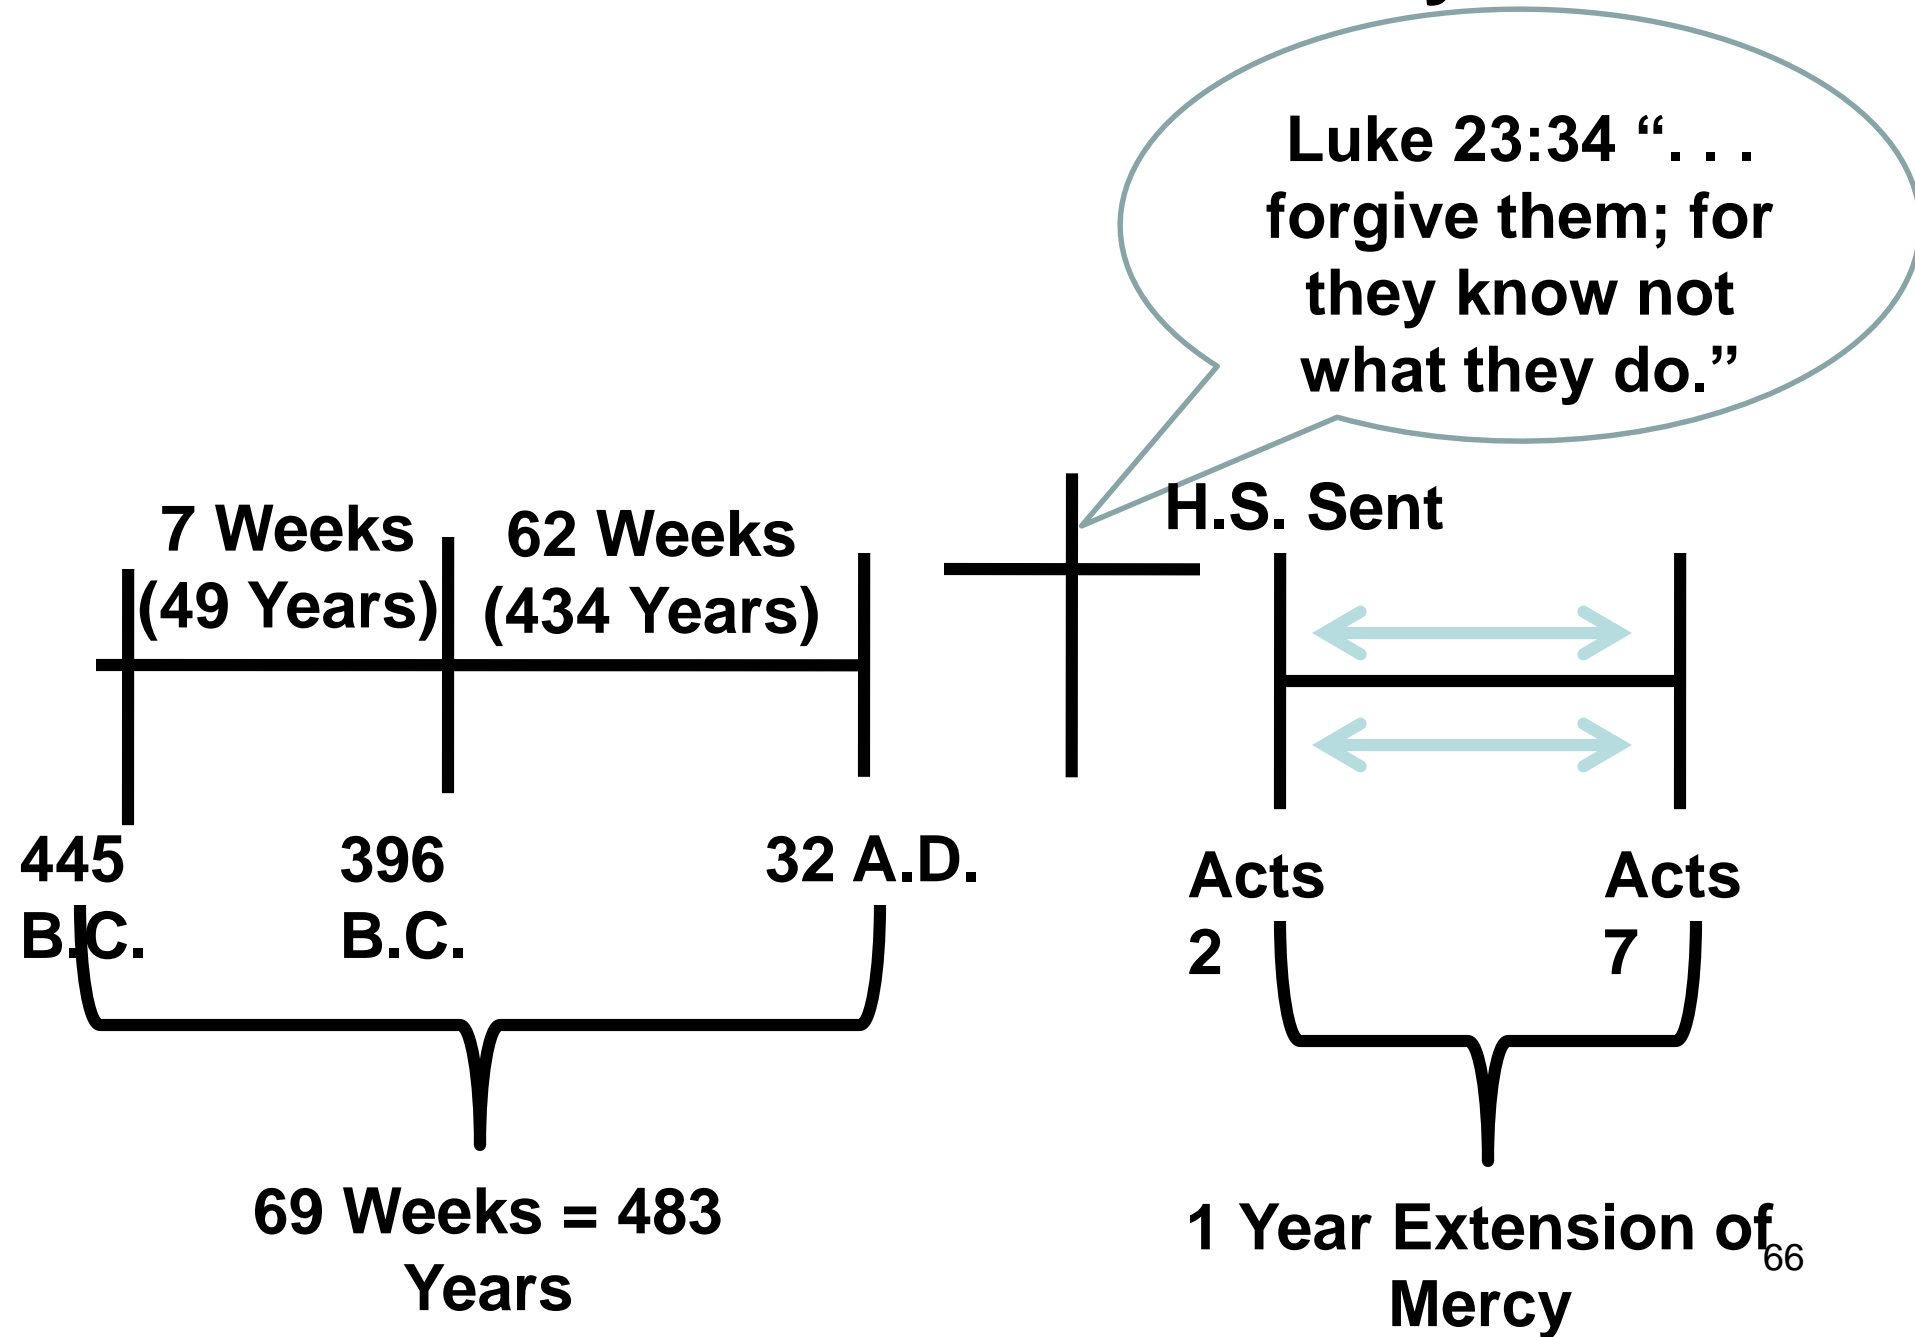 Luke 23:34 “. . .
forgive them; for
they know not
what they do.”
H.S. Sent
7 Weeks
(49 Years)
62 Weeks
(434 Years)
445
B.C.
396
B.C.
32 A.D.
Acts
2
Acts
7
69 Weeks = 483
Years
1 Year Extension of
Mercy
66